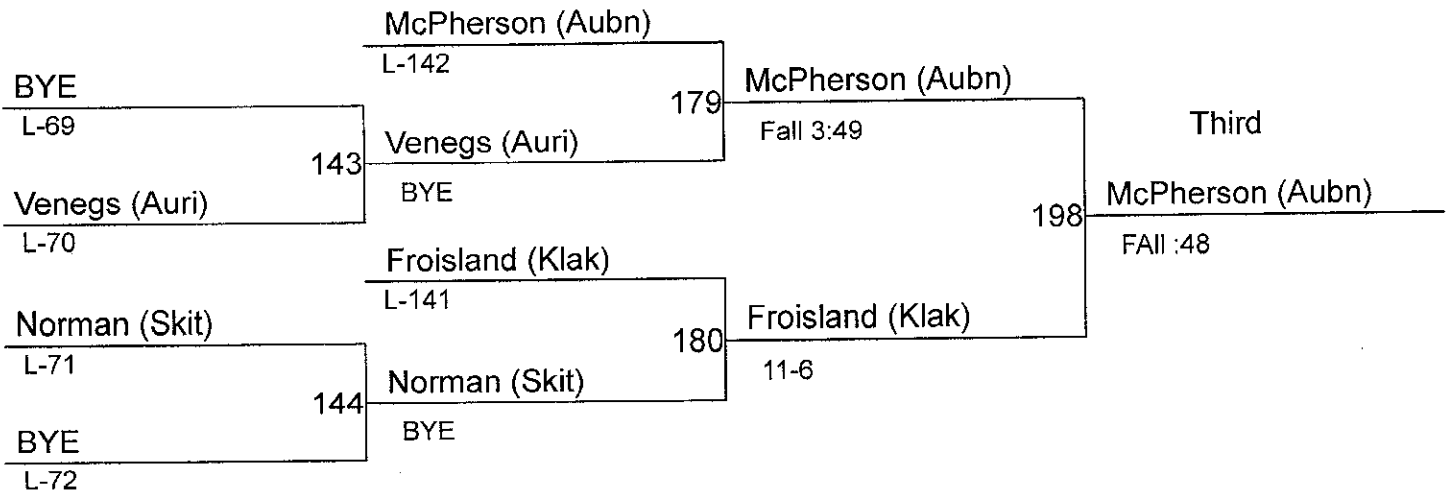 McPherson (Aubn)
L-142
BYE
L-69
179
McPherson (Aubn)
Fall 3:49
Third
143
Venegs (Auri)
BYE
Venegs (Auri)
L-70
198
McPherson (Aubn)
FAll :48
Froisland (Klak)
L-141
Norman (Skit)
L-71
180
Froisland (Klak)
11-6
144
Norman (Skit)
BYE
BYE
L-72